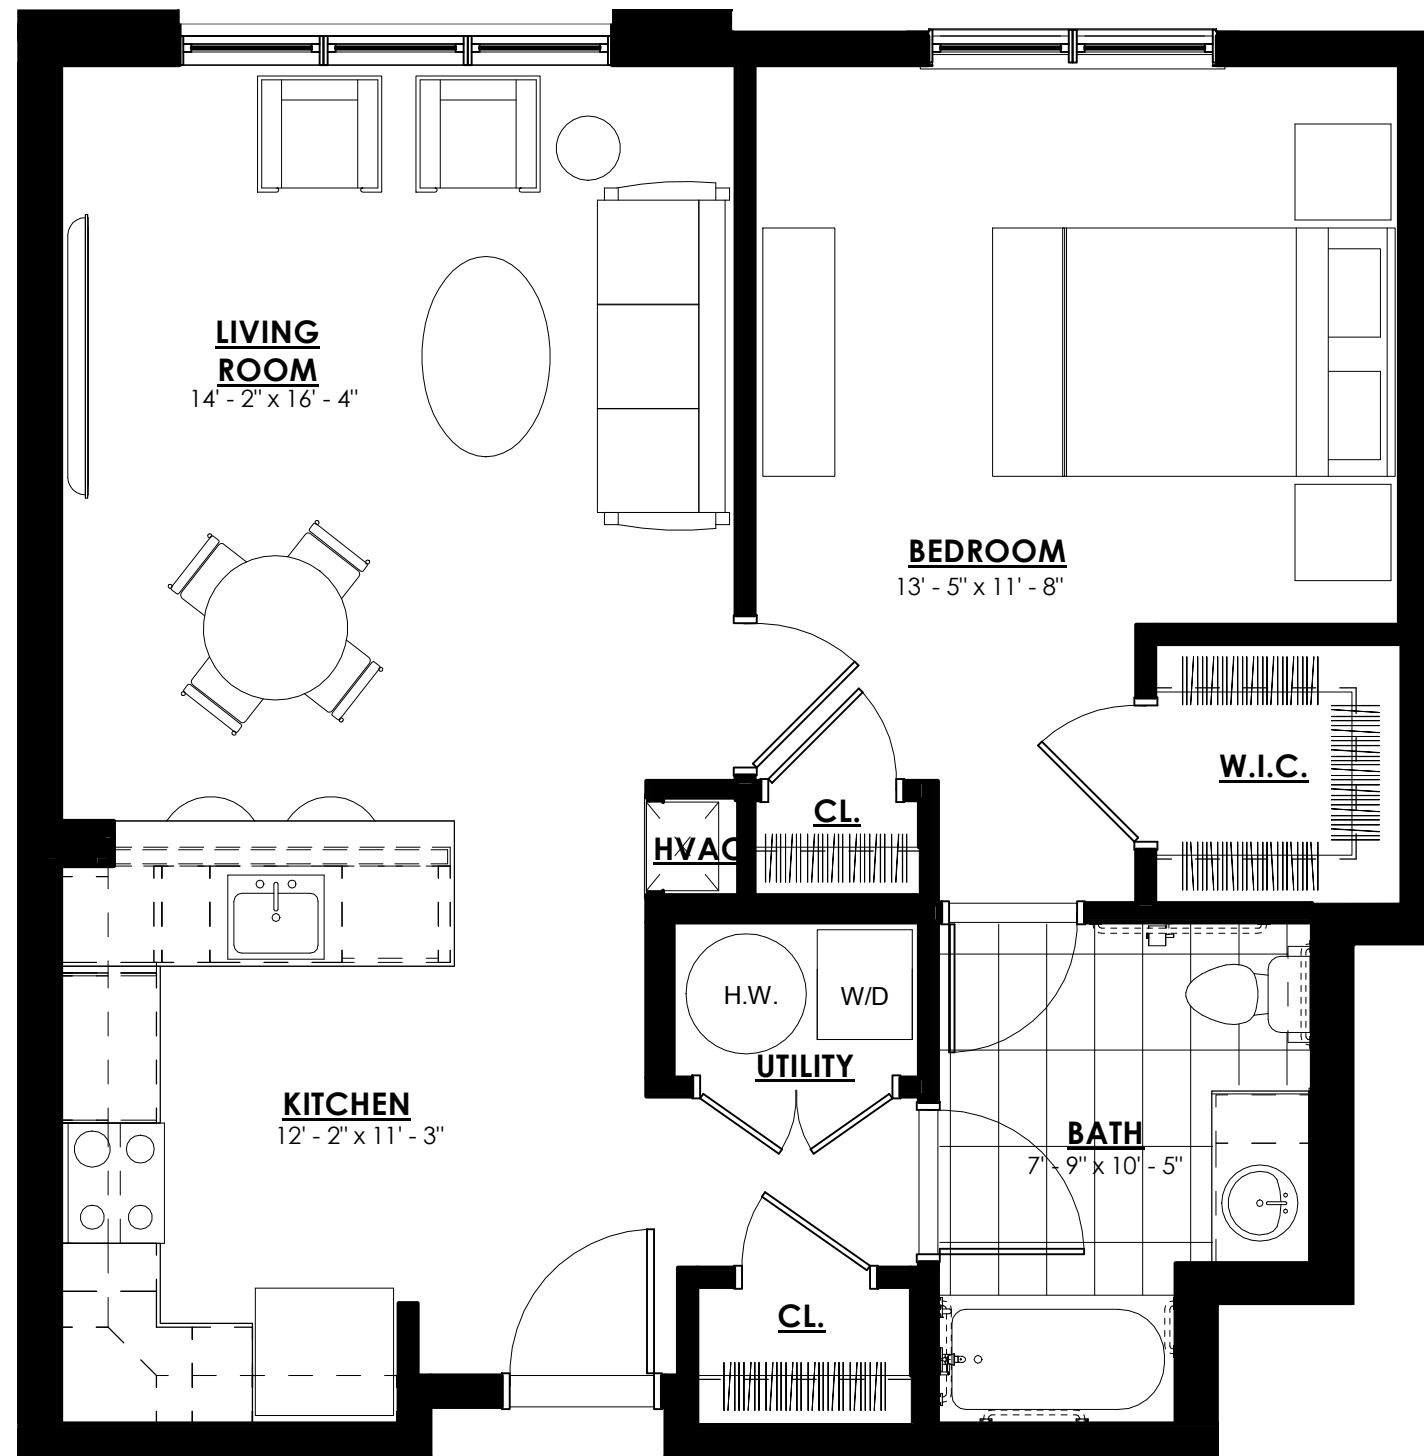 LIVING
ROOM
14' - 2" x 16' - 4"
BEDROOM
13' - 5" x 11' - 8"
W.I.C.
CL.
HVAC
H.W.
W/D
UTILITY
KITCHEN
12' - 2" x 11' - 3"
BATH
7' - 9" x 10' - 5"
CL.